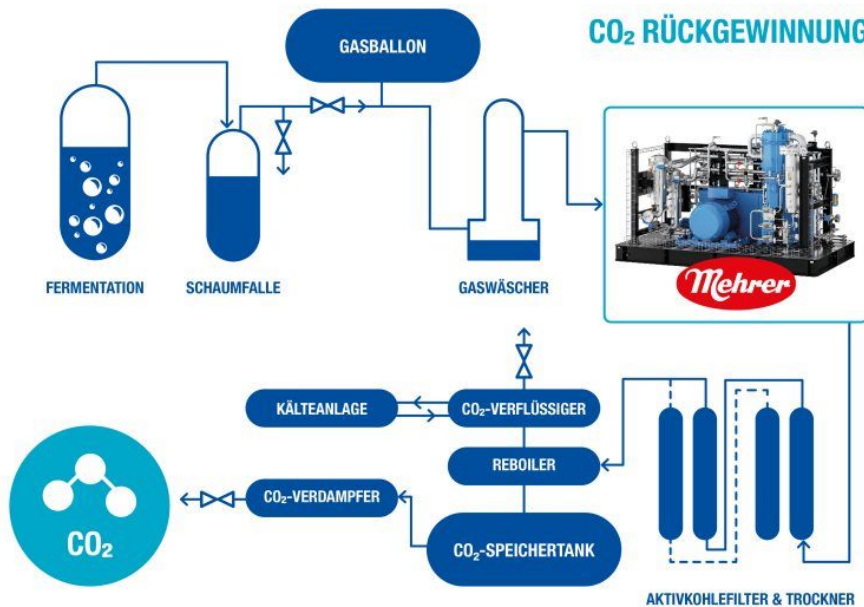 CO₂ RÜCKGEWINNUNG
GASBALLON
FERMENTATION
SCHAUMFALLE
GASWÄSCHER
Mehrer
KÄLTEANLAGE
CO₂-VERFLÜSSIGER
REBOILER
CO₂-VERDAMPFER
CO₂
CO₂-SPEICHERTANK
AKTIVKOHLEFILTER & TROCKNER